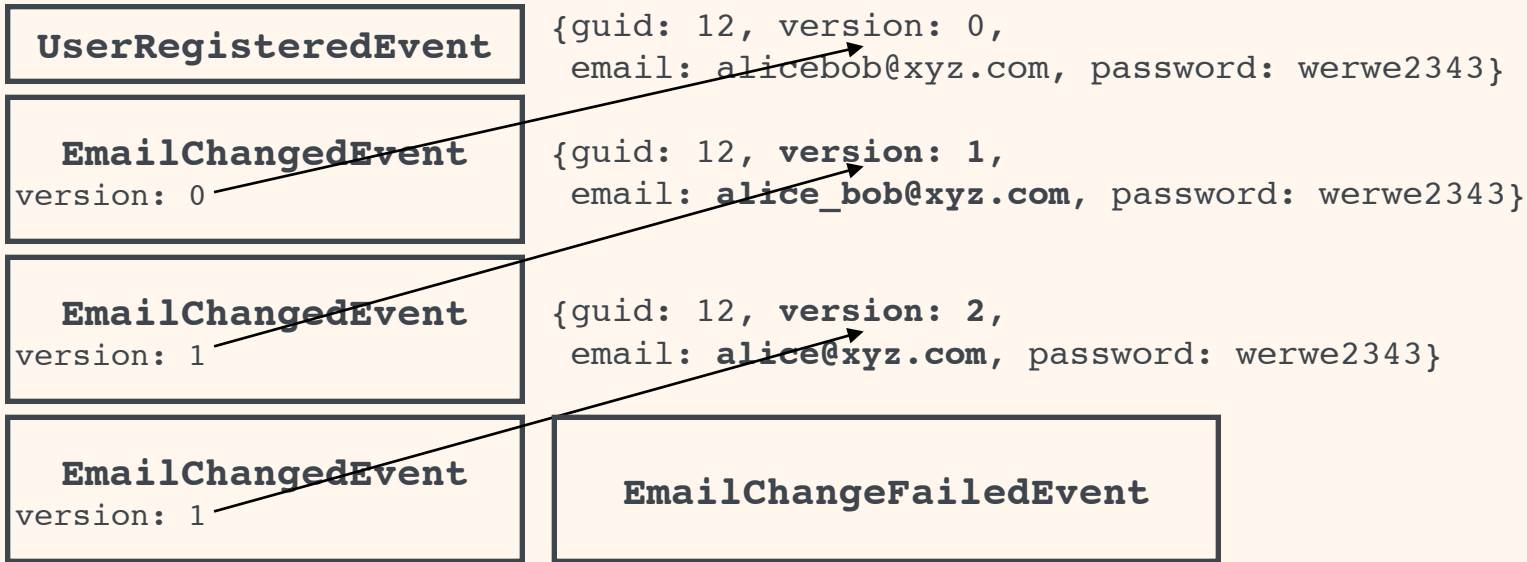 UserRegisteredEvent
{guid: 12, version: 0,
email: alicebob@xyz.com, password: werwe2343}
EmailChangedEvent
version: 0
{guid: 12, version: 1,
email: alice_bob@xyz.com, password: werwe2343}
EmailChangedEvent
version: 1
{guid: 12, version: 2,
email: alice@xyz.com, password: werwe2343}
EmailChangedEvent
version: 1
EmailChangeFailedEvent